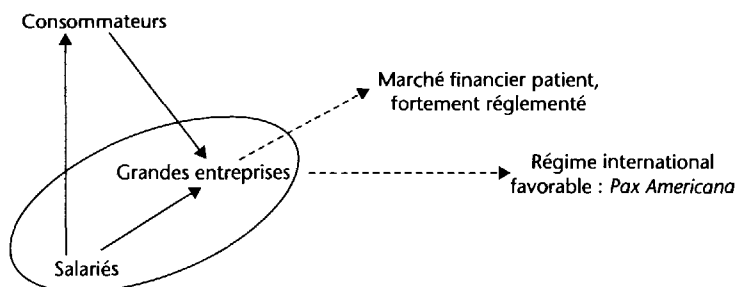 Consommateurs
Marché financier patient,
fortement réglementé
Grandes entreprises
Régime international
favorable : Pax Americana
Salariés